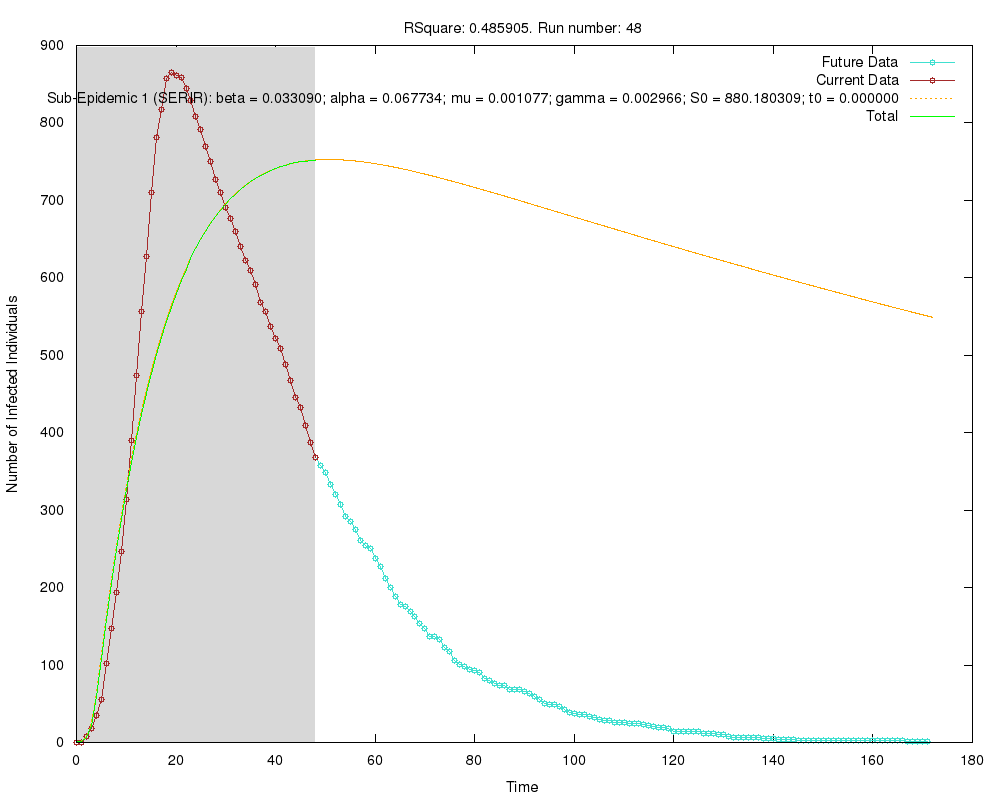 RSquare: 0.485905. Run number: 48
900
800
700
600
500
400
300
200
100
0
Number of Infected Individuals
Future Data
Current Data
Sub-Epidemic 1 (SERIR): beta = 0.033090; alpha = 0.067734; mu = 0.001077; gamma = 0.002966; S0 = 880.180309; t0 = 0.000000
Total
0 20 40 60 80 100 120 140 160 180
Time